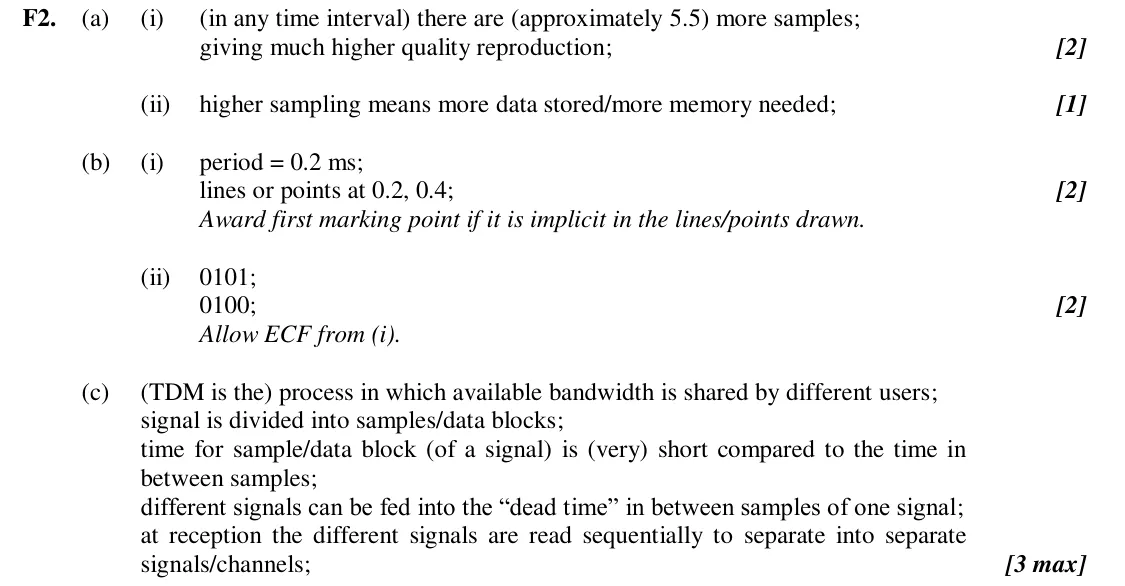 F2. (a) (i) (in any time interval) there are (approximately 5.5) more samples;
giving much higher quality reproduction; [2]
(ii) higher sampling means more data stored/more memory needed; [1]
(b) (i) period = 0.2 ms;
lines or points at 0.2, 0.4; [2]
Award first marking point if it is implicit in the lines/points drawn.
(ii) 0101;
0100; [2]
Allow ECF from (i).
(c) (TDM is the) process in which available bandwidth is shared by different users;
signal is divided into samples/data blocks;
time for sample/data block (of a signal) is (very) short compared to the time in
between samples;
different signals can be fed into the “dead time” in between samples of one signal;
at reception the different signals are read sequentially to separate into separate
signals/channels; [3 max]